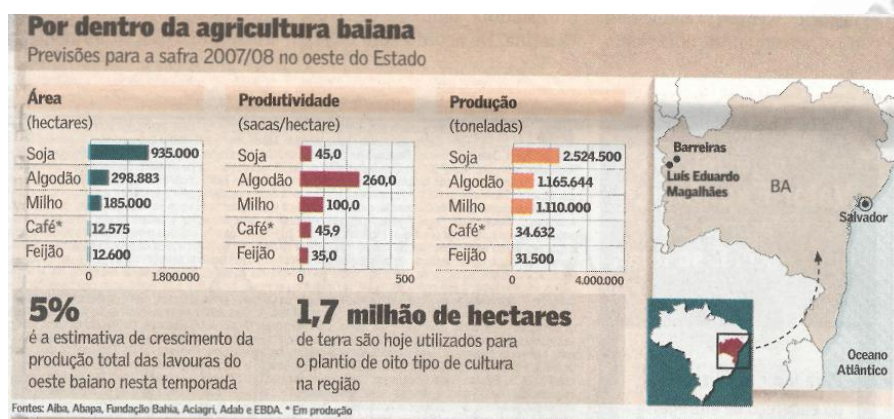 Por dentro da agricultura baiana
Previsões para a safra 2007/08 no oeste do Estado
Área
(hectares)
Soja 935.000
Algodão 298.883
Milho 185.000
Café* 12.575
Feijão 12.600
0 1.800.000
Produtividade
(sacas/hectare)
Soja 45,0
Algodão 260,0
Milho 100,0
Café* 45,9
Feijão 35,0
0 500
Produção
(toneladas)
Soja 2.524.500
Algodão 1.165.644
Milho 1.110.000
Café* 34.632
Feijão 31.500
0 4.000.000
Barreiras
Luís Eduardo
Magalhães
BA
Salvador
Oceano
Atlântico
5%
é a estimativa de crescimento da
produção total das lavouras do
oeste baiano nesta temporada
1,7 milhão de hectares
de terra são hoje utilizados para
o plantio de oito tipo de cultura
na região
Fontes: Aiba, Abapa, Fundação Bahia, Aciagri, Adab e EBDA. * Em produção